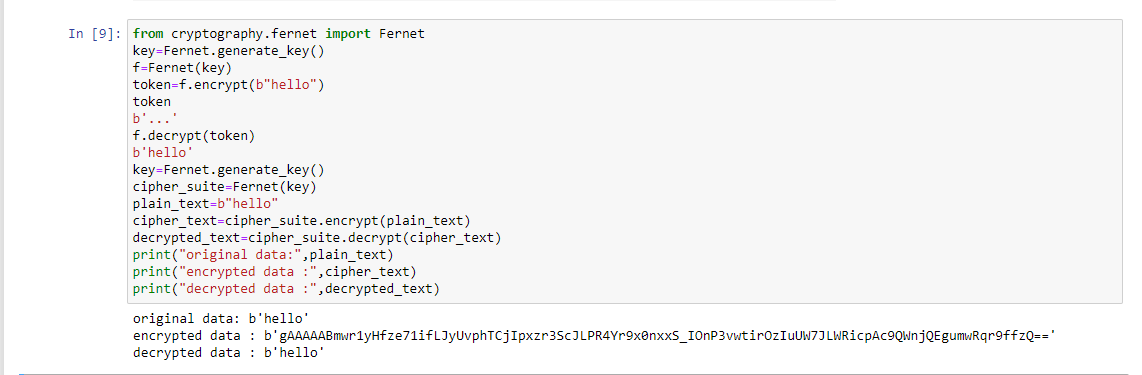 In [9]: from cryptography.fernet import Fernet
key=Fernet.generate_key()
f=Fernet(key)
token=f.encrypt(b"hello")
token
b'...'
f.decrypt(token)
b'hello'
key=Fernet.generate_key()
cipher_suite=Fernet(key)
plain_text=b"hello"
cipher_text=cipher_suite.encrypt(plain_text)
decrypted_text=cipher_suite.decrypt(cipher_text)
print("original data:",plain_text)
print("encrypted data :",cipher_text)
print("decrypted data :",decrypted_text)
original data: b'hello'
encrypted data : b'gAAAAABmwr1yHfze71ifLJyUvphTCjIpxzr3ScJLPR4Yr9x0nxxS_IOnP3vwtirOzIuUW7JLWRicpAc9QWnjQEgumwRqr9ffzQ=='
decrypted data : b'hello'